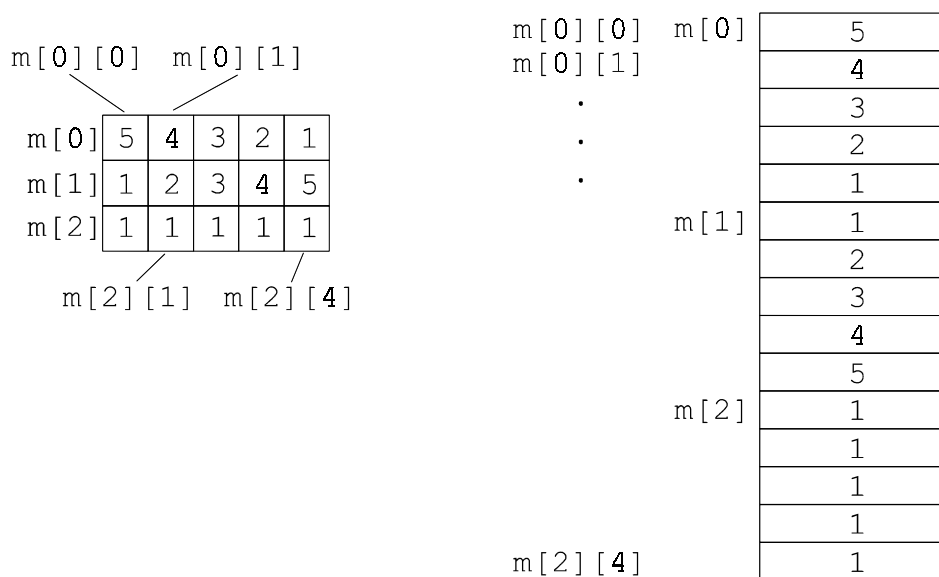 m[0][0] m[0][1]
m[0] 5 4 3 2 1
m[1] 1 2 3 4 5
m[2] 1 1 1 1 1
m[2][1] m[2][4]
m[0][0] m[0] 5
m[0][1] 4
. 3
. 2
. 1
m[1] 1
2
3
4
5
m[2] 1
1
1
1
m[2][4] 1